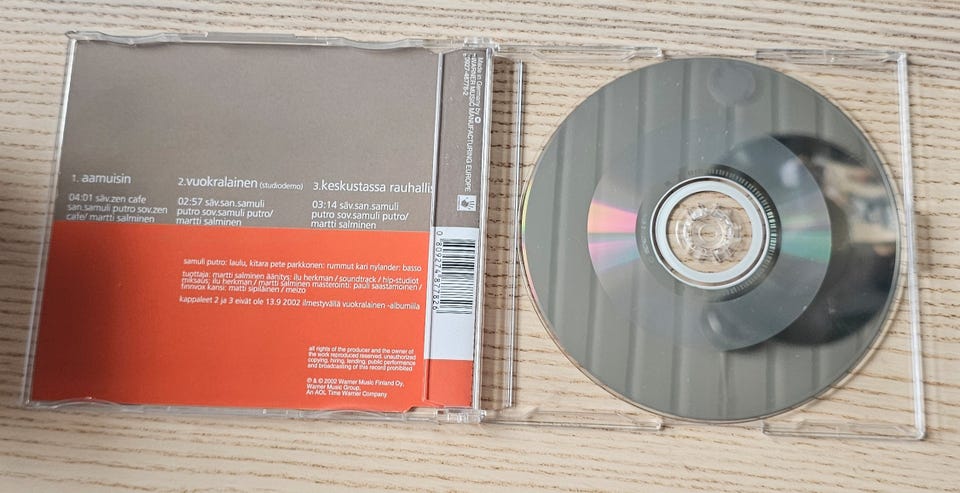 1. aamuisin
04:01 säv.zen cafe
san.samuli putro sov.zen
cafe/ martti salminen
2.vuokralainen (studiodemo)
02:57 säv.san.samuli
putro sov.samuli putro/
martti salminen
3.keskustassa rauhallis
03:14 säv.san.samuli
putro sov.samuli putro/
martti salminen
samuli putro: laulu, kitara pete parkkonen: rummut kari nylander: basso
tuottaja: martti salminen äänitys: ilu herkman / soundtrack / hip-studiot
miksaus: ilu herkman / martti salminen masterointi: pauli saastamoinen /
finnvox kansi: matti sipiläinen / meizo
kappaleet 2 ja 3 eivät ole 13.9 2002 ilmestyvällä vuokralainen -albumilla
all rights of the producer and the owner of
the work reproduced reserved. unauthorized
copying, hiring, lending, public performance
and broadcasting of this record prohibited
℗ & © 2002 Warner Music Finland Oy,
Warner Music Group,
An AOL Time Warner Company
Made in Germany by
WARNER MUSIC MANUFACTURING EUROPE